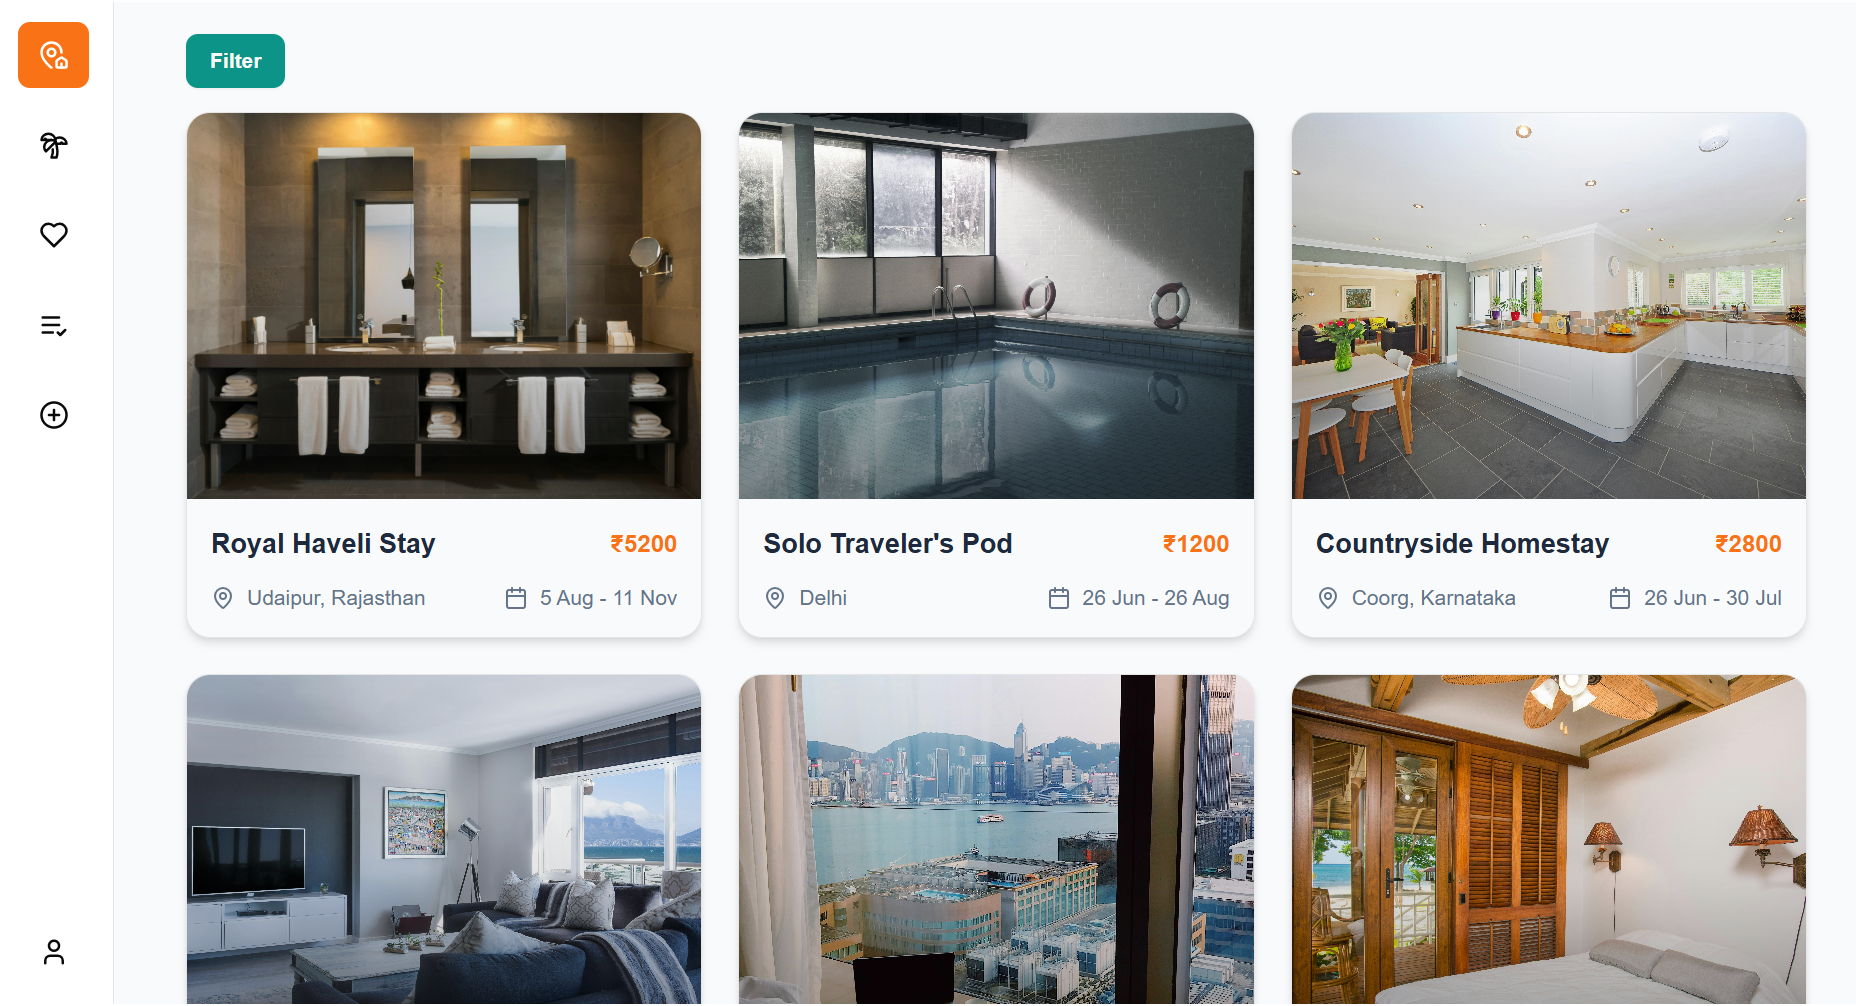 Filter
Royal Haveli Stay ₹5200
Udaipur, Rajasthan 5 Aug - 11 Nov
Solo Traveler's Pod ₹1200
Delhi 26 Jun - 26 Aug
Countryside Homestay ₹2800
Coorg, Karnataka 26 Jun - 30 Jul